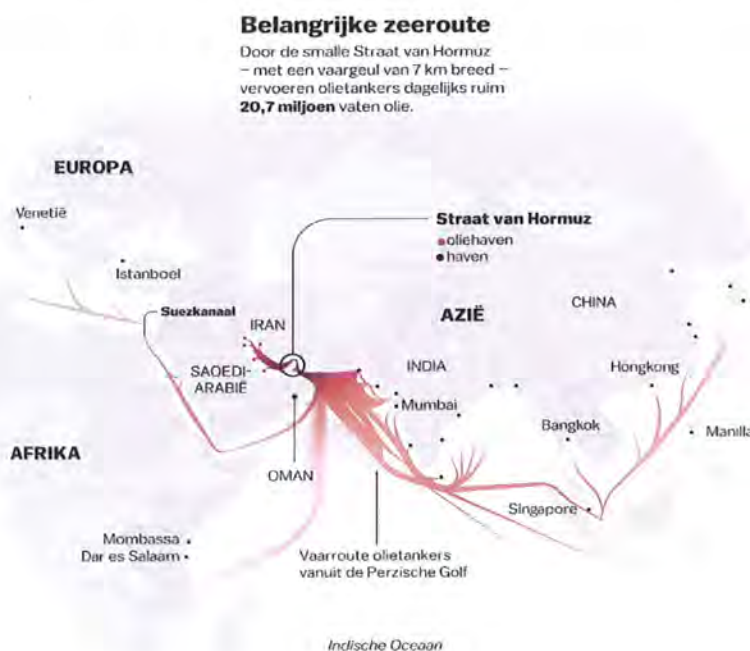 Belangrijke zeeroute
Door de smalle Straat van Hormuz
– met een vaargeul van 7 km breed –
vervoeren olietankers dagelijks ruim
20,7 miljoen vaten olie.
EUROPA
Venetië
Istanboel
Suezkanaal
Straat van Hormuz
oliehaven
haven
IRAN
AZIË
CHINA
SAOEDI-
ARABIË
INDIA
Hongkong
Mumbai
Bangkok
Manilla
AFRIKA
OMAN
Singapore
Mombassa
Dar es Salaam
Vaarroute olietankers
vanuit de Perzische Golf
Indische Oceaan